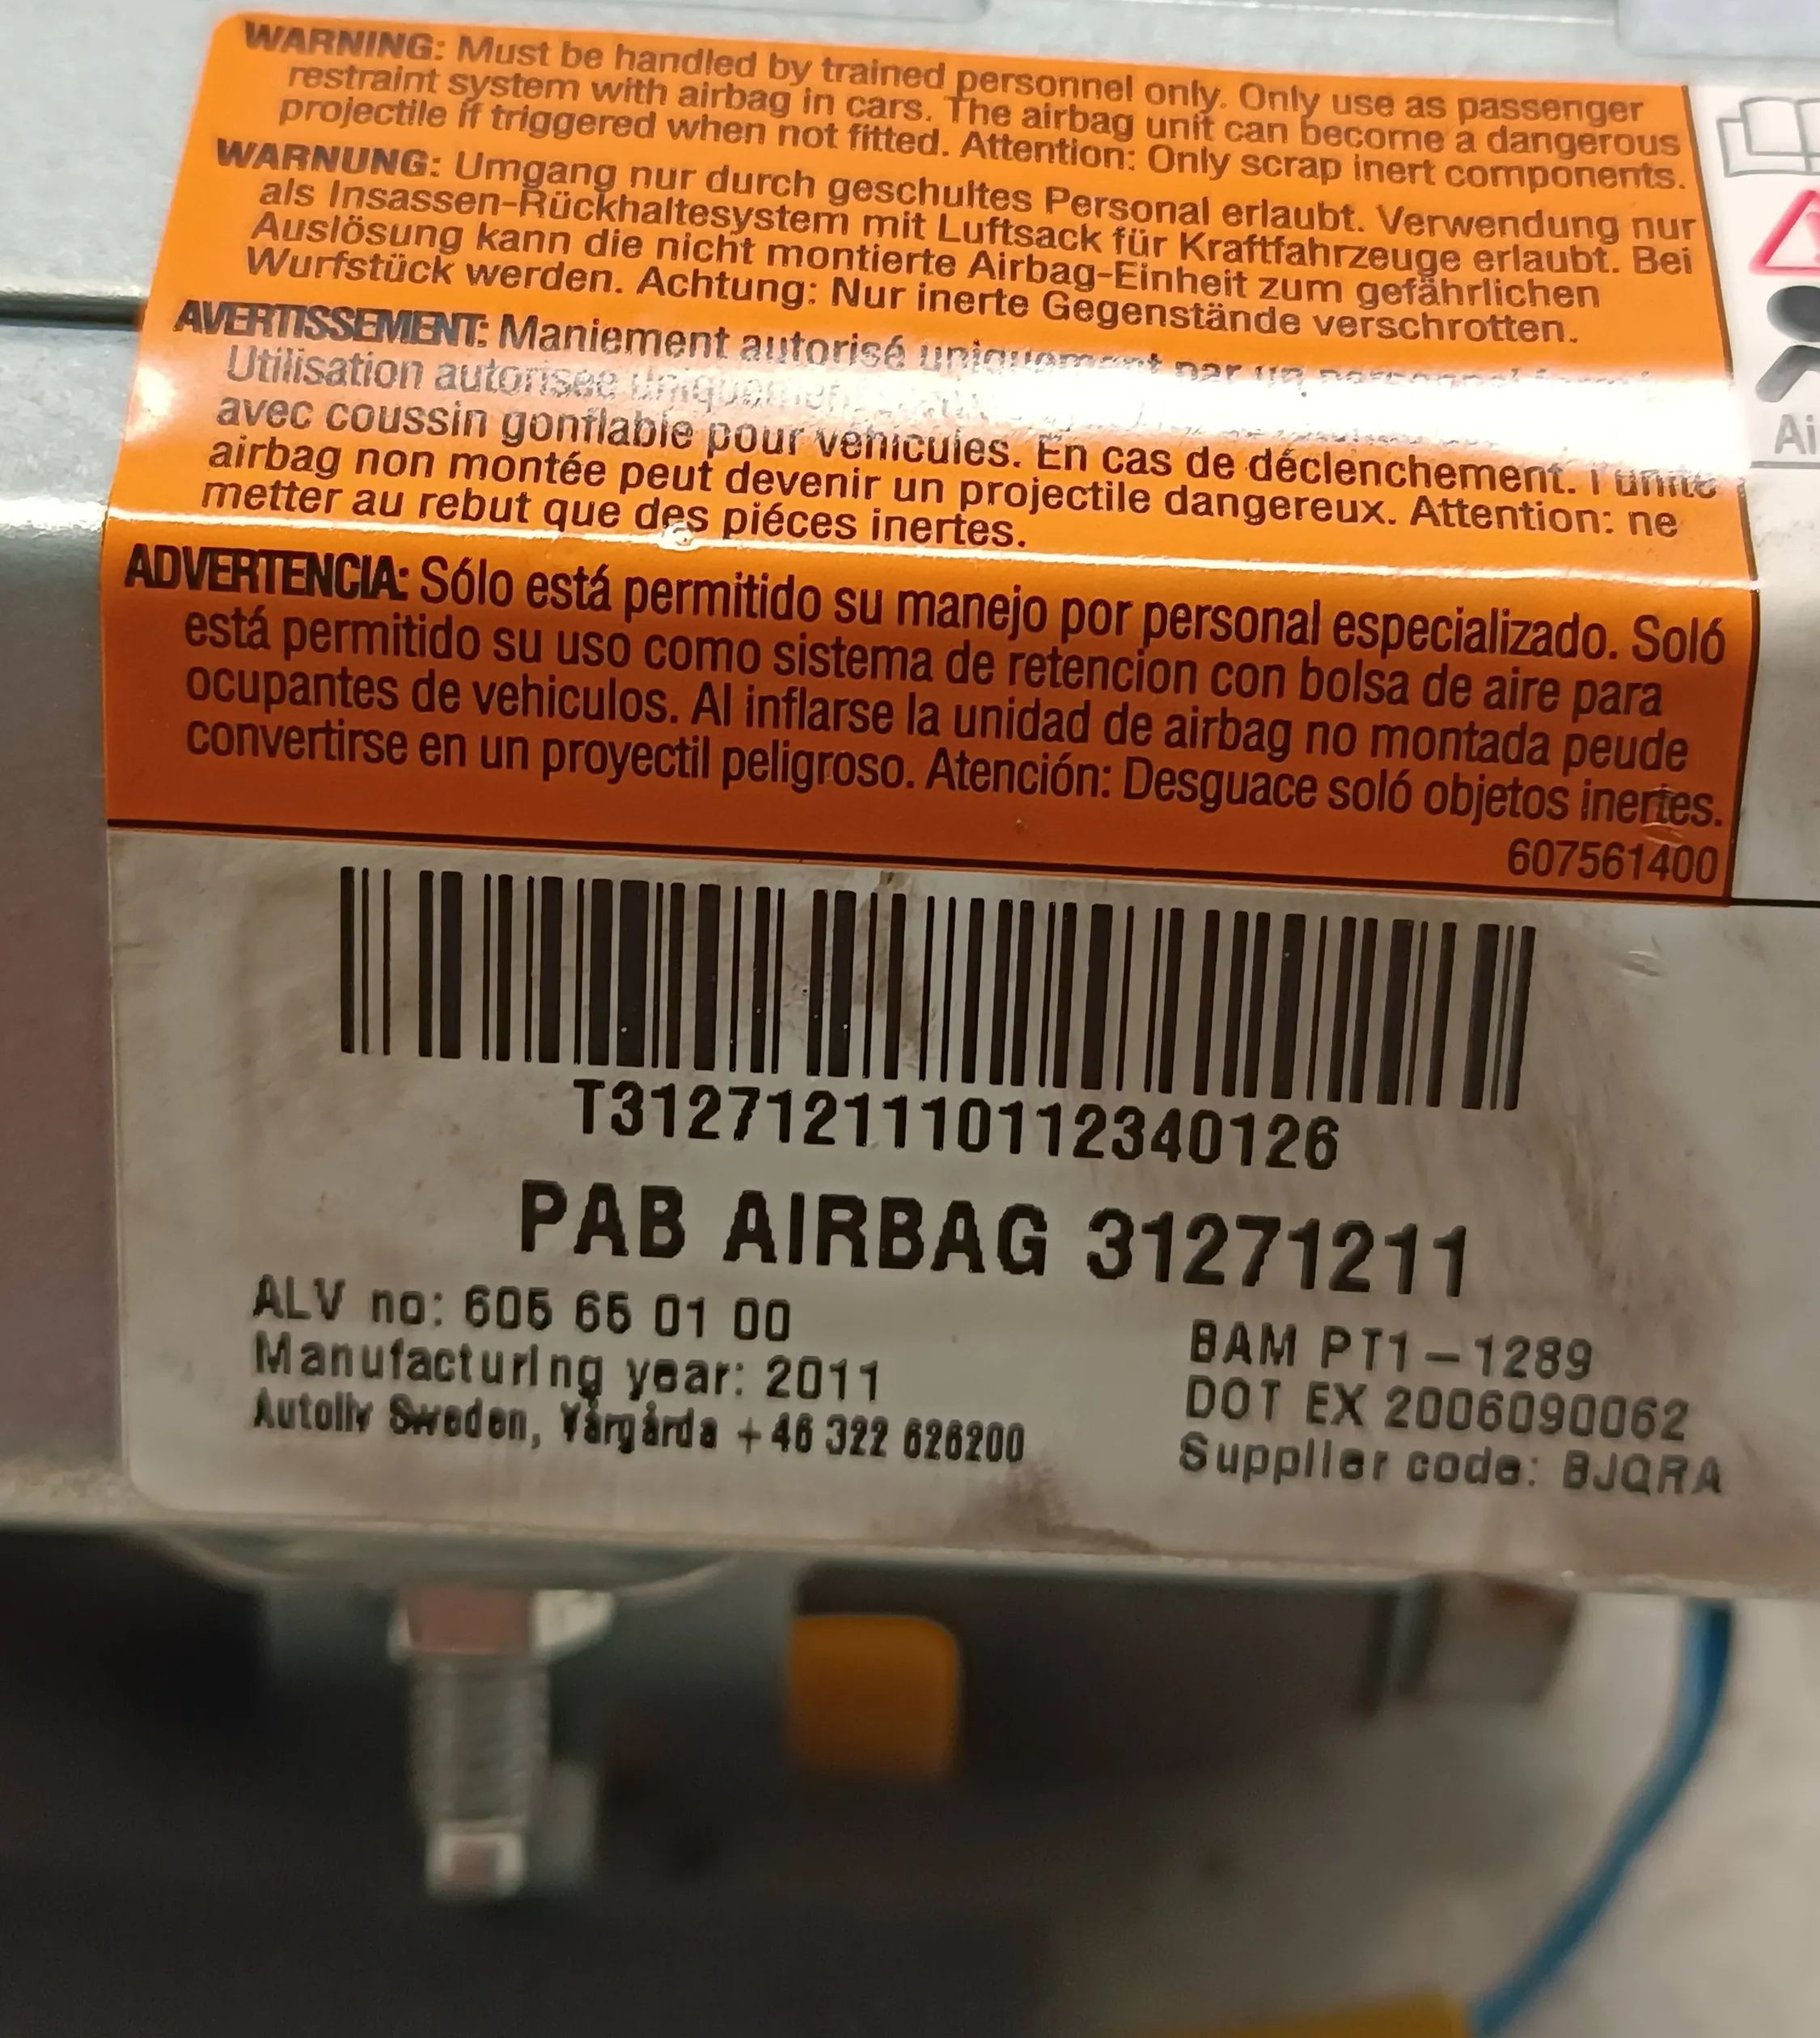 WARNING: Must be handled by trained personnel only. Only use as passenger
restraint system with airbag in cars. The airbag unit can become a dangerous
projectile if triggered when not fitted. Attention: Only scrap inert components.
WARNUNG: Umgang nur durch geschultes Personal erlaubt. Verwendung nur
als Insassen-Rückhaltesystem mit Luftsack für Kraftfahrzeuge erlaubt. Bei
Auslösung kann die nicht montierte Airbag-Einheit zum gefährlichen
Wurfstück werden. Achtung: Nur inerte Gegenstände verschrotten.
AVERTISSEMENT: Maniement autorisé uniquement par un personnel
Utilisation autorisee uniquement
avec coussin gonflable pour véhicules. En cas de déclenchement. l'unité
airbag non montée peut devenir un projectile dangereux. Attention: ne
metter au rebut que des piéces inertes.
ADVERTENCIA: Sólo está permitido su manejo por personal especializado. Soló
está permitido su uso como sistema de retencion con bolsa de aire para
ocupantes de vehiculos. Al inflarse la unidad de airbag no montada peude
convertirse en un proyectil peligroso. Atención: Desguace soló objetos inertes.
607561400
T31271211110112340126
PAB AIRBAG 31271211
ALV no: 605 65 01 00
Manufacturing year: 2011
Autoliv Sweden, Vårgårda +46 322 626200
BAM PT1-1289
DOT EX 2006090062
Supplier code: BJQRA